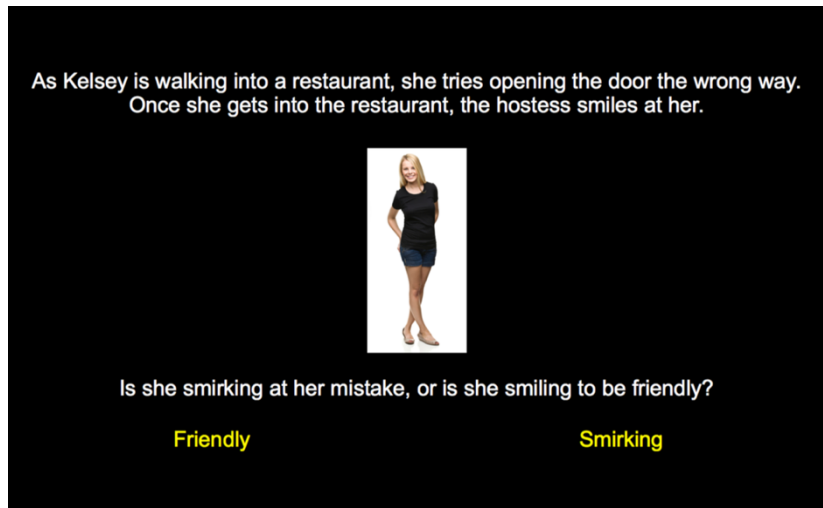 As Kelsey is walking into a restaurant, she tries opening the door the wrong way.
Once she gets into the restaurant, the hostess smiles at her.
Is she smirking at her mistake, or is she smiling to be friendly?
Friendly
Smirking